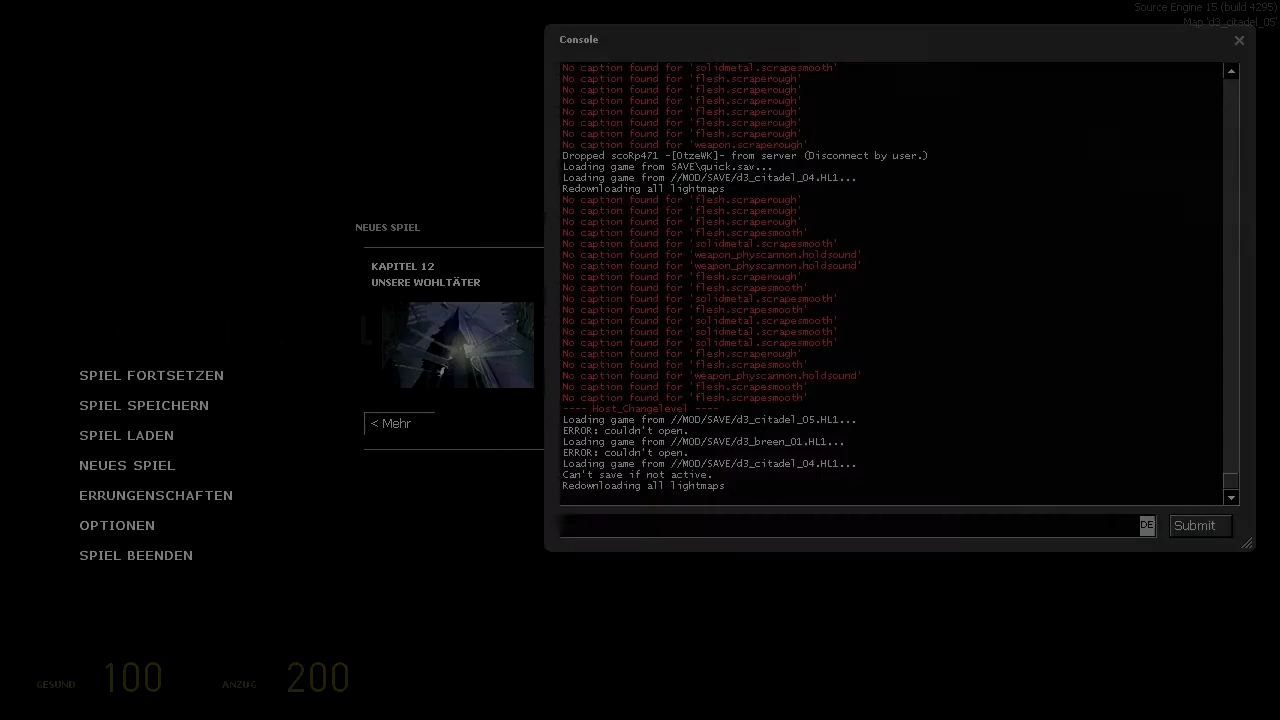 Source Engine 15 (build 4295)
Map 'd3_citadel_05'
Console
No caption found for 'solidmetal.scrapesmooth'
No caption found for 'flesh.scraperough'
No caption found for 'flesh.scraperough'
No caption found for 'flesh.scraperough'
No caption found for 'flesh.scraperough'
No caption found for 'flesh.scraperough'
No caption found for 'flesh.scraperough'
No caption found for 'weapon.scraperough'
Dropped scoRp471 -[OtzeWK]- from server (Disconnect by user.)
Loading game from SAVE\quick.sav...
Loading game from //MOD/SAVE/d3_citadel_04.HL1...
Redownloading all lightmaps
No caption found for 'flesh.scraperough'
No caption found for 'flesh.scraperough'
No caption found for 'flesh.scraperough'
No caption found for 'flesh.scrapesmooth'
No caption found for 'solidmetal.scrapesmooth'
No caption found for 'weapon_physcannon.holdsound'
No caption found for 'weapon_physcannon.holdsound'
No caption found for 'flesh.scraperough'
No caption found for 'flesh.scrapesmooth'
No caption found for 'solidmetal.scrapesmooth'
No caption found for 'flesh.scrapesmooth'
No caption found for 'solidmetal.scrapesmooth'
No caption found for 'solidmetal.scrapesmooth'
No caption found for 'solidmetal.scrapesmooth'
No caption found for 'flesh.scraperough'
No caption found for 'flesh.scrapesmooth'
No caption found for 'weapon_physcannon.holdsound'
No caption found for 'flesh.scrapesmooth'
No caption found for 'flesh.scrapesmooth'
---- Host_Changelevel ----
Loading game from //MOD/SAVE/d3_citadel_05.HL1...
ERROR: couldn't open.
Loading game from //MOD/SAVE/d3_breen_01.HL1...
ERROR: couldn't open.
Loading game from //MOD/SAVE/d3_citadel_04.HL1...
Can't save if not active.
Redownloading all lightmaps
DE
Submit
NEUES SPIEL
KAPITEL 12
UNSERE WOHLTÄTER
< Mehr
SPIEL FORTSETZEN
SPIEL SPEICHERN
SPIEL LADEN
NEUES SPIEL
ERRUNGENSCHAFTEN
OPTIONEN
SPIEL BEENDEN
GESUND 100
ANZUG 200